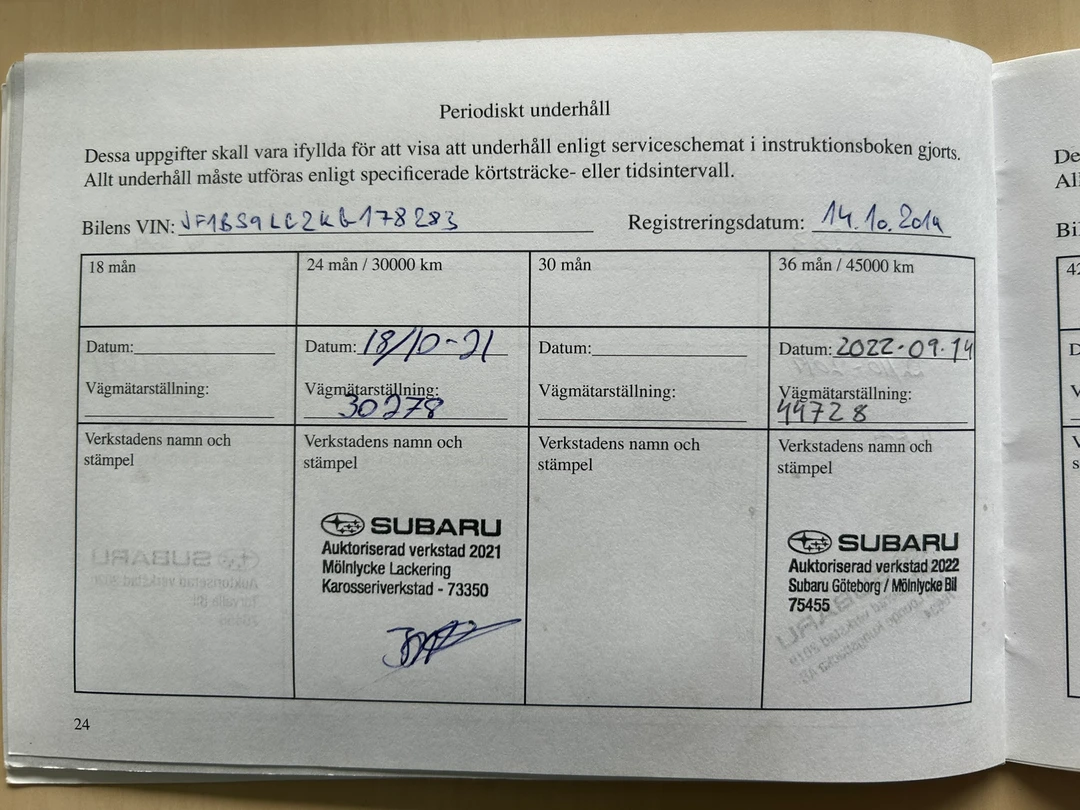 Periodiskt underhåll
Dessa uppgifter skall vara ifyllda för att visa att underhåll enligt serviceschemat i instruktionsboken gjorts.
Allt underhåll måste utföras enligt specificerade körtsträcke- eller tidsintervall.
Bilens VIN: JF1BS9LC2KG178283 Registreringsdatum: 14.10.2019
18 mån
Datum:
Vägmätarställning:
Verkstadens namn och
stämpel
24 mån / 30000 km
Datum: 18/10-21
Vägmätarställning:
30278
Verkstadens namn och
stämpel
SUBARU
Auktoriserad verkstad 2021
Mölnlycke Lackering
Karosseriverkstad - 73350
30 mån
Datum:
Vägmätarställning:
Verkstadens namn och
stämpel
36 mån / 45000 km
Datum: 2022-09-14
Vägmätarställning:
44728
Verkstadens namn och
stämpel
SUBARU
Auktoriserad verkstad 2022
Subaru Göteborg / Mölnlycke Bil
75455
24